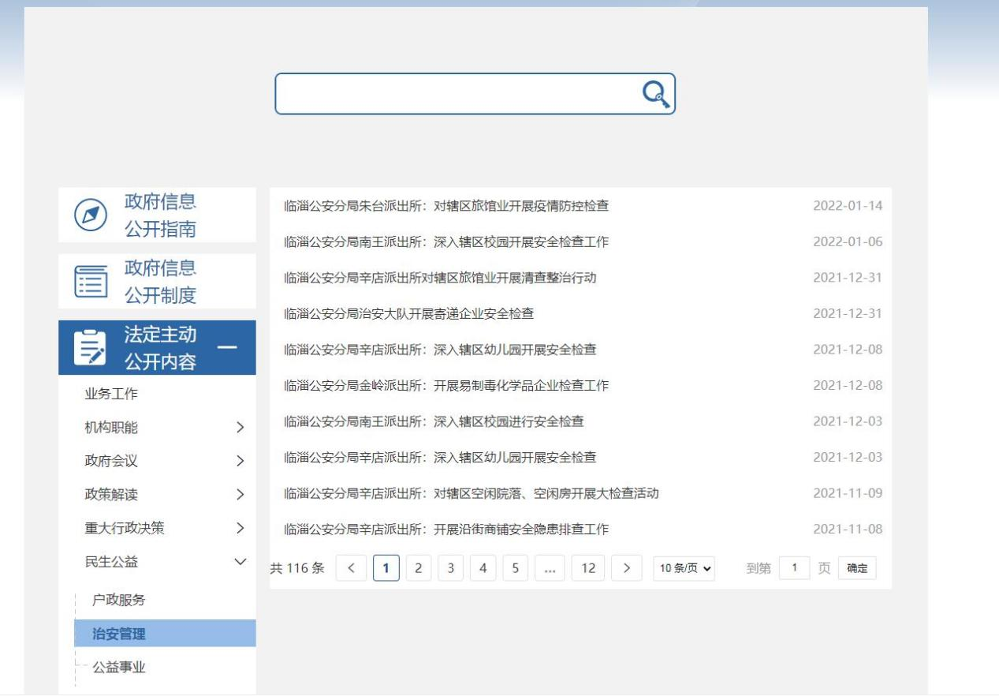 政府信息
公开指南
政府信息
公开制度
法定主动
公开内容
业务工作
机构职能
政府会议
政策解读
重大行政决策
民生公益
户政服务
治安管理
公益事业
临淄公安分局朱台派出所：对辖区旅馆业开展疫情防控检查 2022-01-14
临淄公安分局南王派出所：深入辖区校园开展安全检查工作 2022-01-06
临淄公安分局辛店派出所对辖区旅馆业开展清查整治行动 2021-12-31
临淄公安分局治安大队开展寄递企业安全检查 2021-12-31
临淄公安分局辛店派出所：深入辖区幼儿园开展安全检查 2021-12-08
临淄公安分局金岭派出所：开展易制毒化学品企业检查工作 2021-12-08
临淄公安分局南王派出所：深入辖区校园进行安全检查 2021-12-03
临淄公安分局辛店派出所：深入辖区幼儿园开展安全检查 2021-12-03
临淄公安分局辛店派出所：对辖区空闲院落、空闲房开展大检查活动 2021-11-09
临淄公安分局辛店派出所：开展沿街商铺安全隐患排查工作 2021-11-08
共 116 条 < 1 2 3 4 5 ... 12 > 10 条/页 到第 1 页 确定